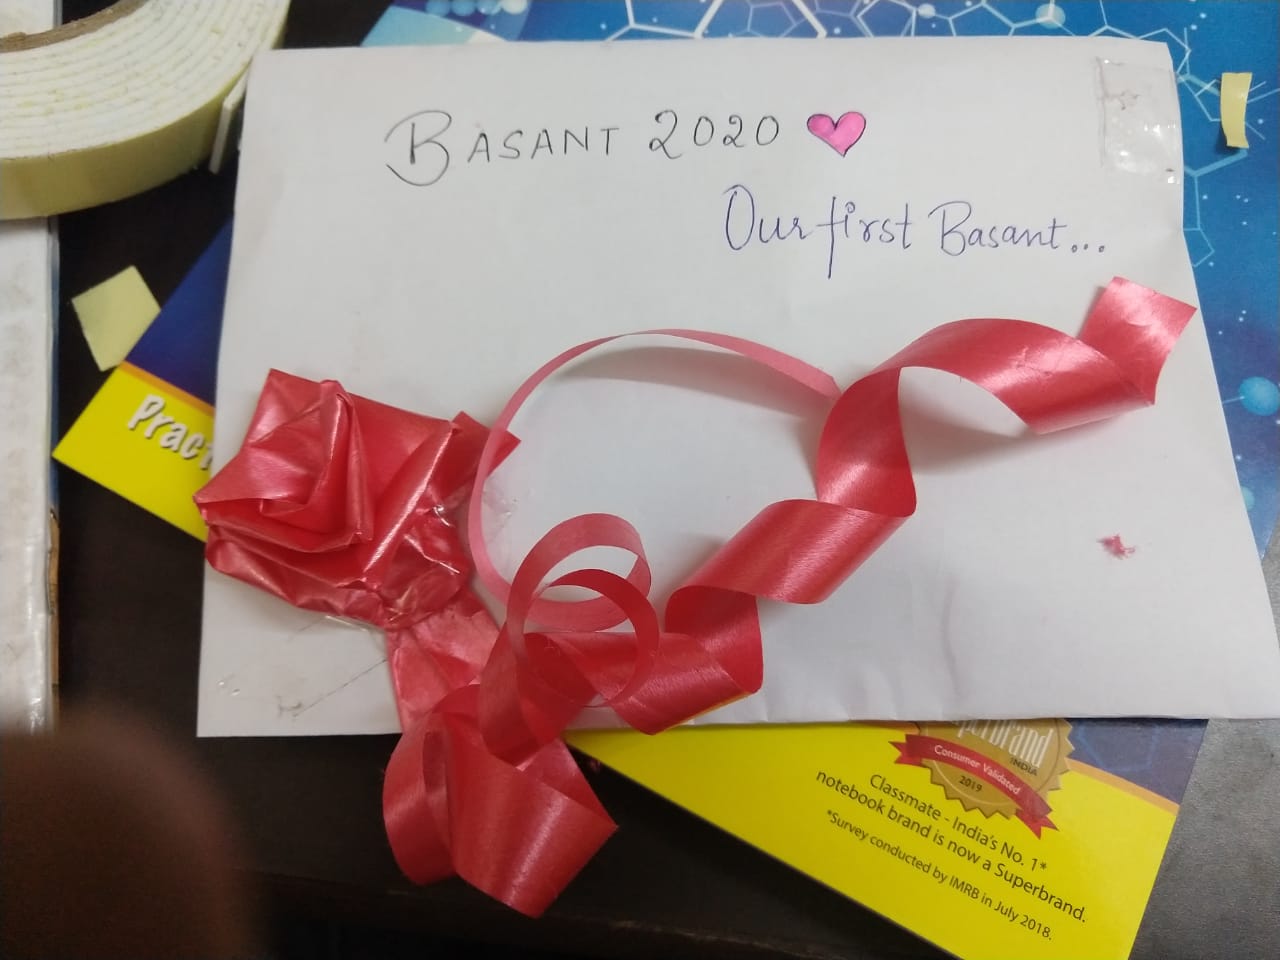 BASANT 2020
Our first Basant...
Pract
Superbrand
INDIA
Consumer Validated
2019
Classmate - India's No. 1*
notebook brand is now a Superbrand.
*Survey conducted by IMRB in July 2018.